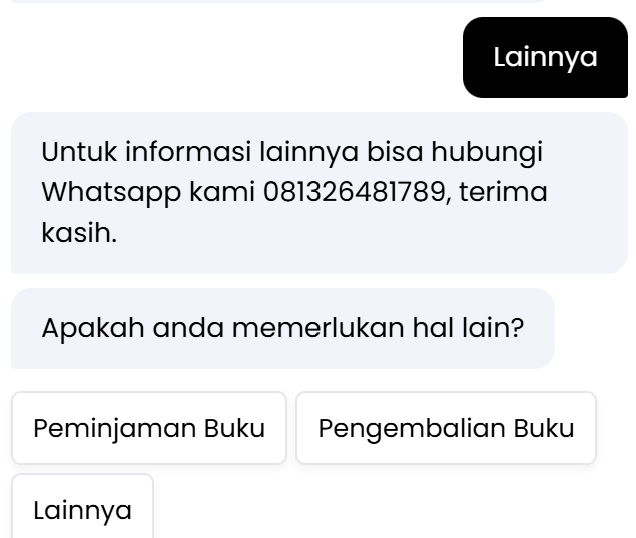 Lainnya
Untuk informasi lainnya bisa hubungi
Whatsapp kami 081326481789, terima
kasih.
Apakah anda memerlukan hal lain?
Peminjaman Buku
Pengembalian Buku
Lainnya